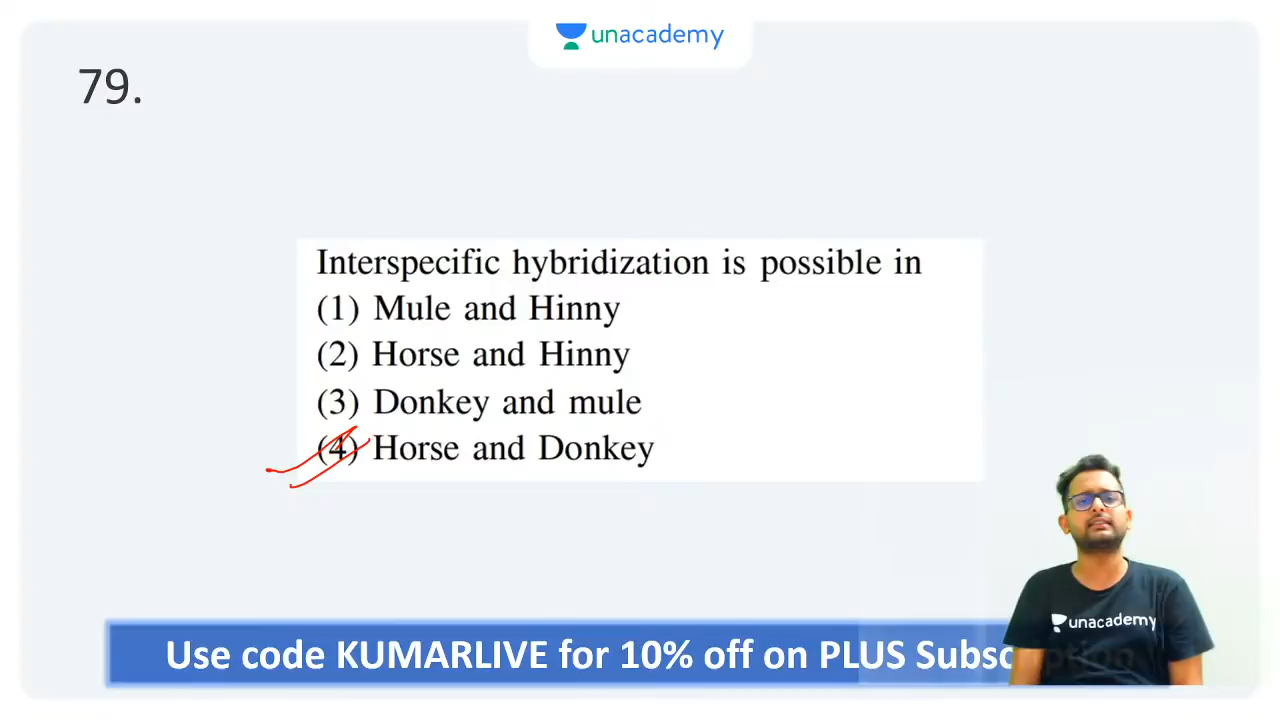 unacademy
79.
Interspecific hybridization is possible in
(1) Mule and Hinny
(2) Horse and Hinny
(3) Donkey and mule
(4) Horse and Donkey
unacademy
Use code KUMARLIVE for 10% off on PLUS Subscription